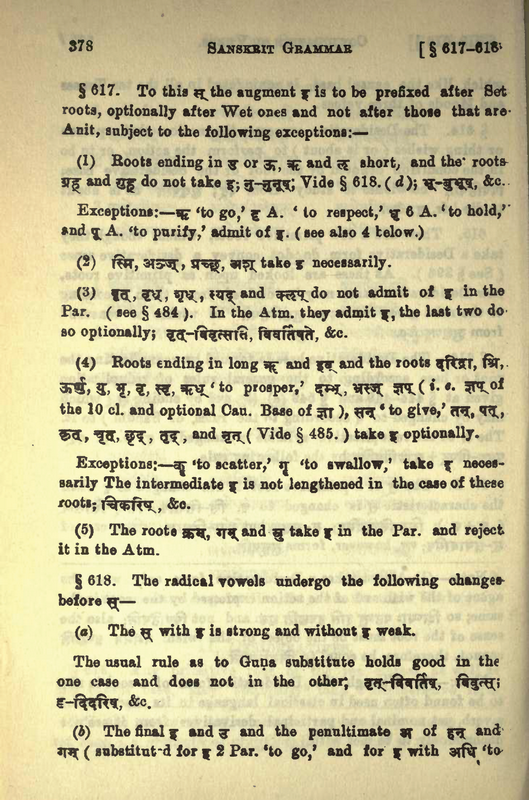 378 SANSKRIT GRAMMAR [ § 617-618
§ 617. To this स् the augment इ is to be prefixed after Set
roots, optionally after Wet ones and not after those that are
Anit, subject to the following exceptions:—
(1) Roots ending in उ or ऊ, ऋ and ऌ short, and the roots
ग्रह् and गुह् do not take इ; नु-नुनूष्; Vide § 618. ( d ); भू-बुभूष्, &c.
Exceptions:—ऋ 'to go,' दृ A. ' to respect,' धृ 6 A. 'to hold,'
and पू A. 'to purify,' admit of इ. ( see also 4 below.)
(2) स्मि, अञ्ज्, प्रच्छ्, अश् take इ necessarily.
(3) वृत्, वृध्, शृध्, स्यद् and क्लृप् do not admit of इ in the
Par. ( see § 484 ). In the Atm. they admit इ, the last two do
so optionally; वृत्-विवृत्सति, विवर्तिषते, &c.
(4) Roots ending in long ॠ and इव् and the roots दरिद्रा, श्रि,
ऊर्णु, यु, भृ, वृ, स्वृ, ऋध् 'to prosper,' दम्भ्, भ्रस्ज् ज्ञप् ( i. e. ज्ञप् of
the 10 cl. and optional Cau. Base of ज्ञा ), सन् 'to give,' तन्, पत्,
कृत्, चृत्, छृद्, तृद्, and नृत् ( Vide § 485. ) take इ optionally.
Exceptions:—कॄ 'to scatter,' गॄ 'to swallow,' take इ neces-
sarily The intermediate इ is not lengthened in the case of these
roots; चिकरिष्, &c.
(5) The roots क्रम्, गम् and स्नु take इ in the Par. and reject
it in the Atm.
§ 618. The radical vowels undergo the following changes
before स्—
(a) The स् with इ is strong and without इ weak.
The usual rule as to Guṇa substitute holds good in the
one case and does not in the other; वृत्-विवर्तिष्, विवृत्स्;
दृ-दिदरिष्, &c.
(b) The final इ and उ and the penultimate अ of हन् and
गम् ( substitut-d for इ 2 Par. 'to go,' and for इ with अधि 'to